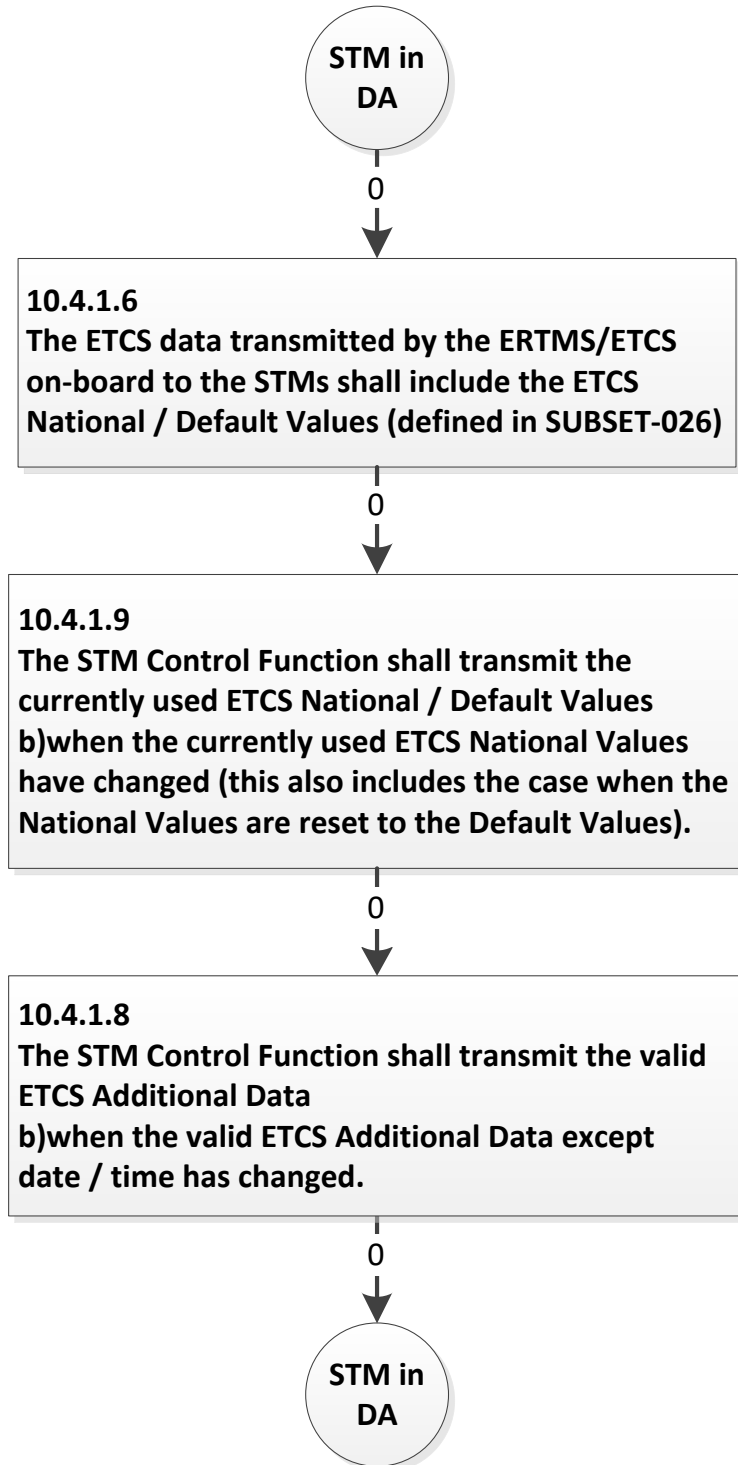 STM in
DA
0
10.4.1.6
The ETCS data transmitted by the ERTMS/ETCS
on-board to the STMs shall include the ETCS
National / Default Values (defined in SUBSET-026)
0
10.4.1.9
The STM Control Function shall transmit the
currently used ETCS National / Default Values
b)when the currently used ETCS National Values
have changed (this also includes the case when the
National Values are reset to the Default Values).
0
10.4.1.8
The STM Control Function shall transmit the valid
ETCS Additional Data
b)when the valid ETCS Additional Data except
date / time has changed.
0
STM in
DA